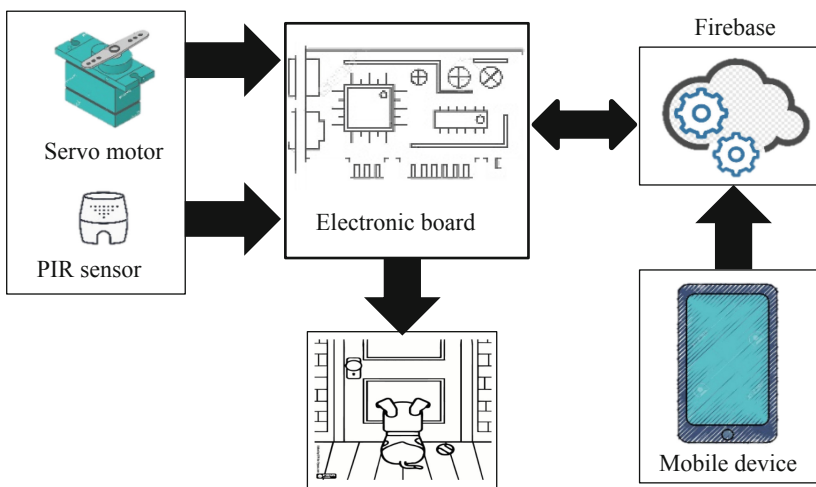 Servo motor
PIR sensor
Electronic board
Firebase
Mobile device